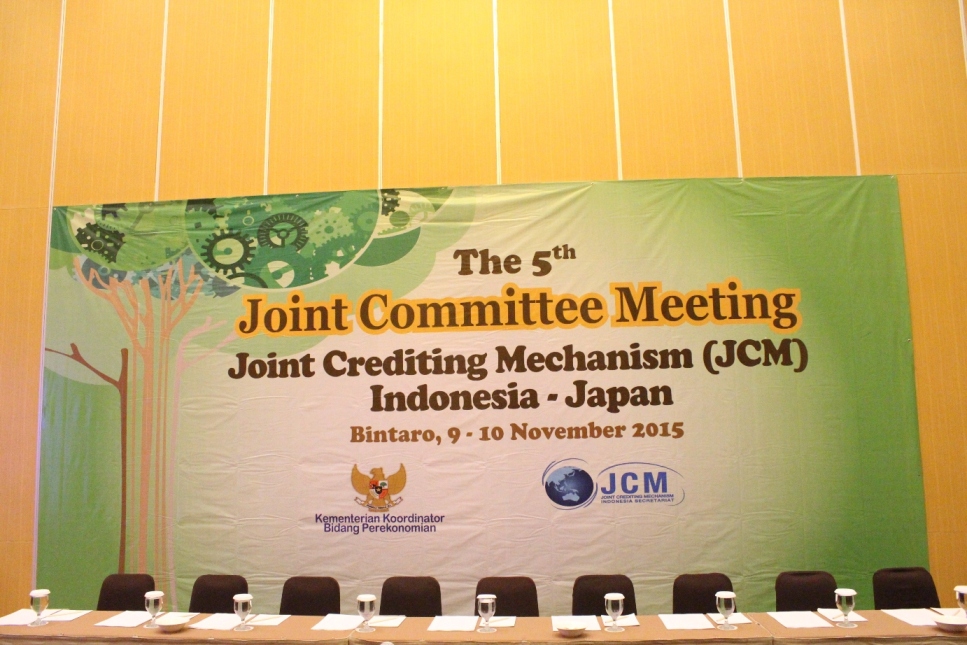 The 5th
Joint Committee Meeting
Joint Crediting Mechanism (JCM)
Indonesia - Japan
Bintaro, 9 - 10 November 2015
Kementerian Koordinator
Bidang Perekonomian
JCM
JOINT CREDITING MECHANISM
INDONESIA SECRETARIAT